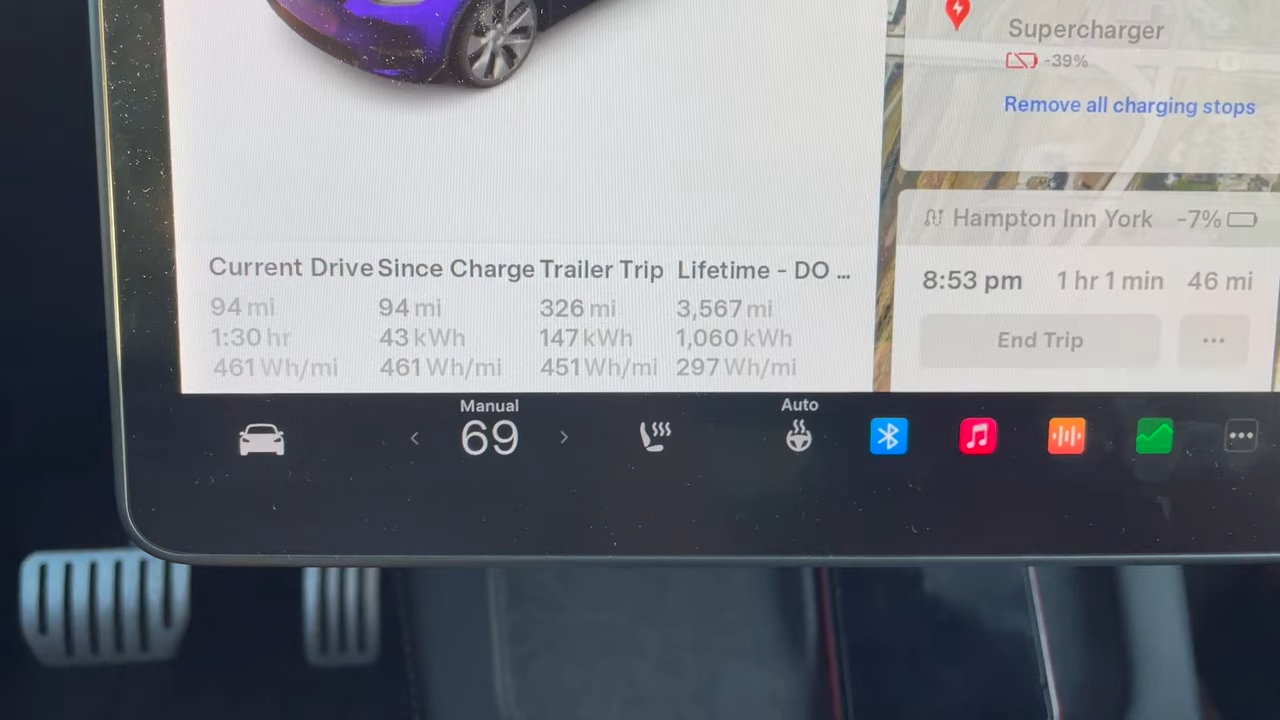 Supercharger
-39%
Remove all charging stops
Hampton Inn York -7%
8:53 pm 1 hr 1 min 46 mi
End Trip ...
Current Drive Since Charge Trailer Trip Lifetime - DO ...
94 mi 94 mi 326 mi 3,567 mi
1:30 hr 43 kWh 147 kWh 1,060 kWh
461 Wh/mi 461 Wh/mi 451 Wh/mi 297 Wh/mi
Manual Auto
69